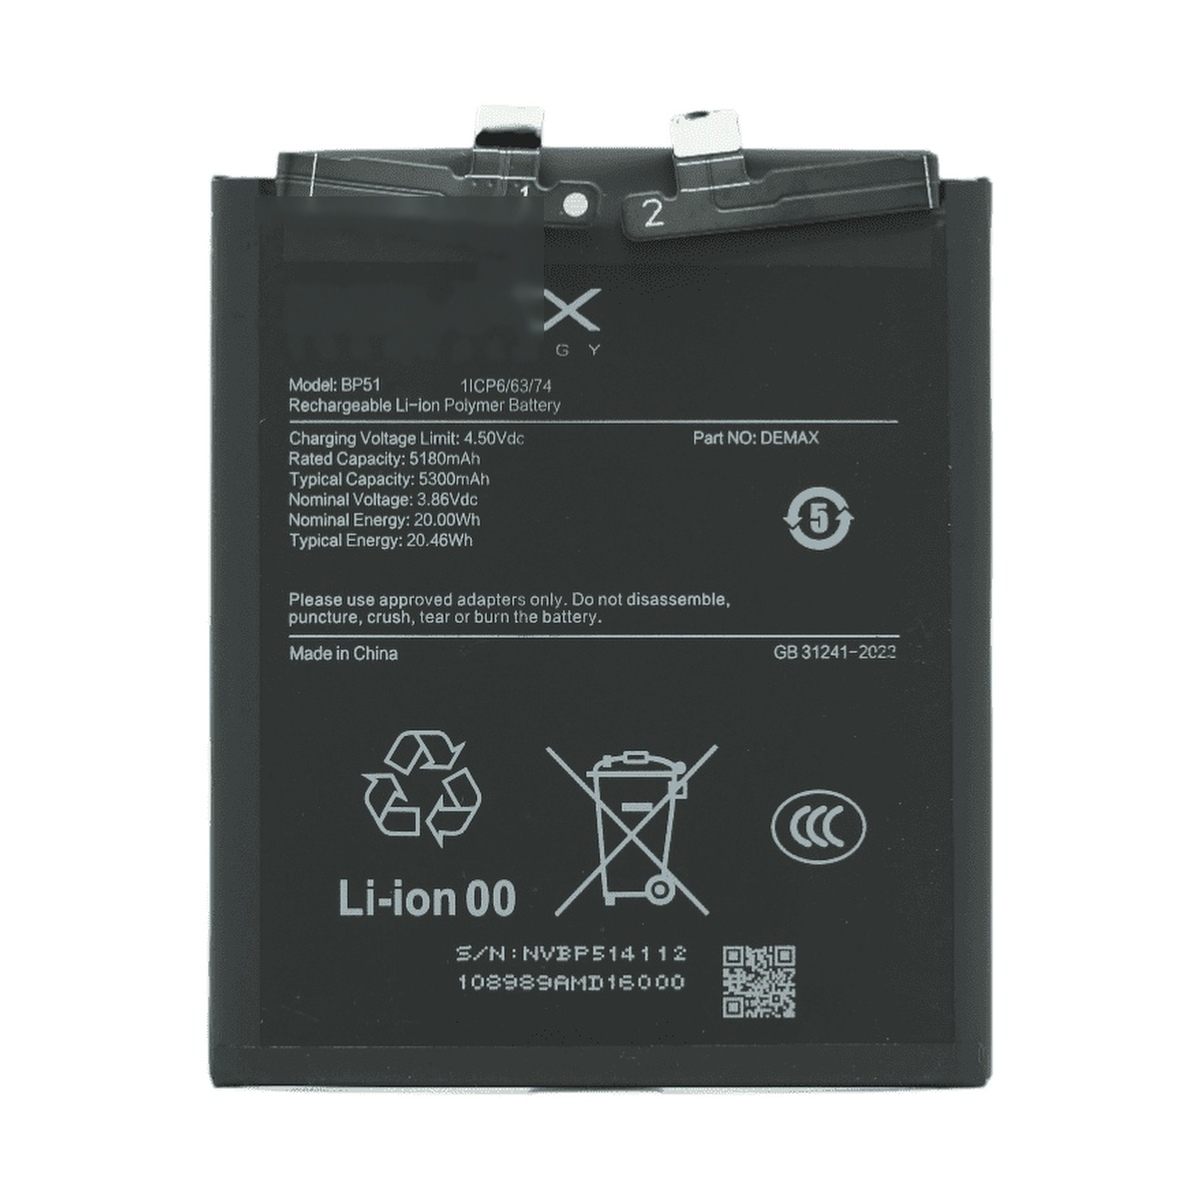 1
2
X
G Y
Model: BP51 1ICP6/63/74
Rechargeable Li-ion Polymer Battery
Charging Voltage Limit: 4.50Vdc Part NO: DEMAX
Rated Capacity: 5180mAh
Typical Capacity: 5300mAh
Nominal Voltage: 3.86Vdc
Nominal Energy: 20.00Wh
Typical Energy: 20.46Wh
5
Please use approved adapters only. Do not disassemble,
puncture, crush, tear or burn the battery.
Made in China GB 31241-2022
CCC
Li-ion 00
S/N:NVBP514112
108989AMD16000